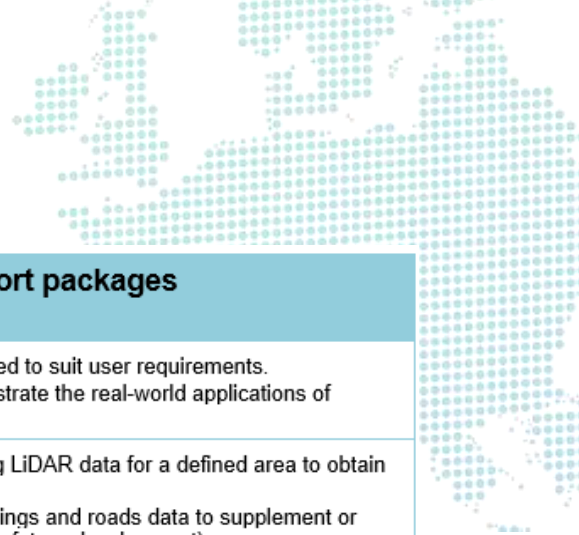 ort packages
ed to suit user requirements.
strate the real-world applications of
g LiDAR data for a defined area to obtain
ings and roads data to supplement or